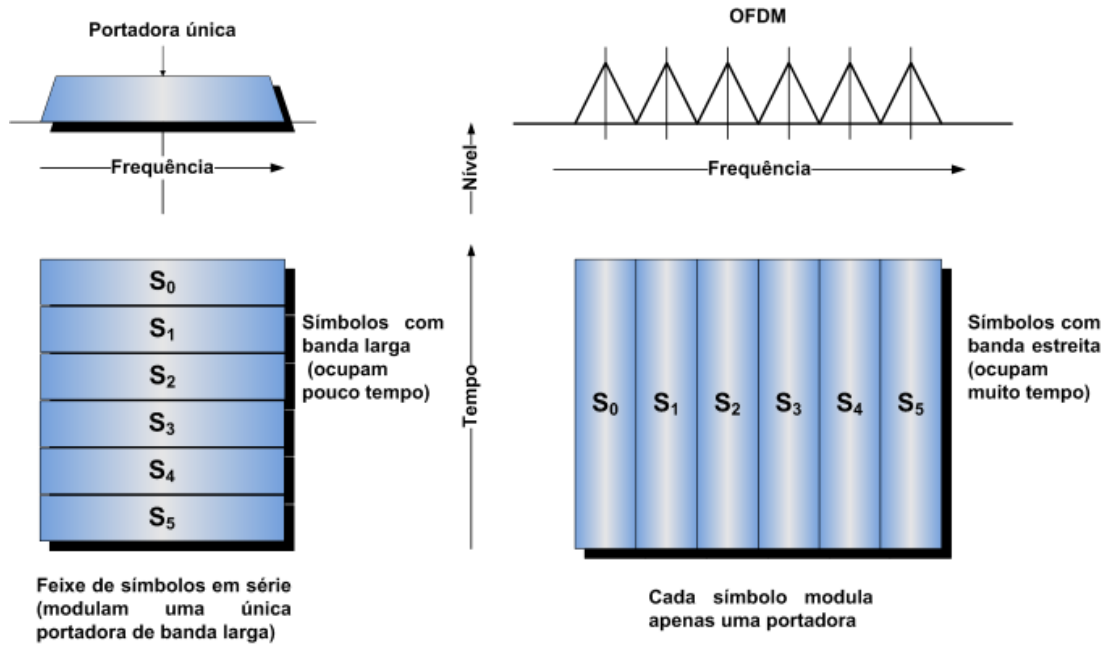 Portadora única
OFDM
Frequência
Nível
Frequência
S₀
S₁
S₂
S₃
S₄
S₅
Símbolos com
banda larga
(ocupam
pouco tempo)
Tempo
S₀ S₁ S₂ S₃ S₄ S₅
Símbolos com
banda estreita
(ocupam
muito tempo)
Feixe de símbolos em série
(modulam uma única
portadora de banda larga)
Cada símbolo modula
apenas uma portadora